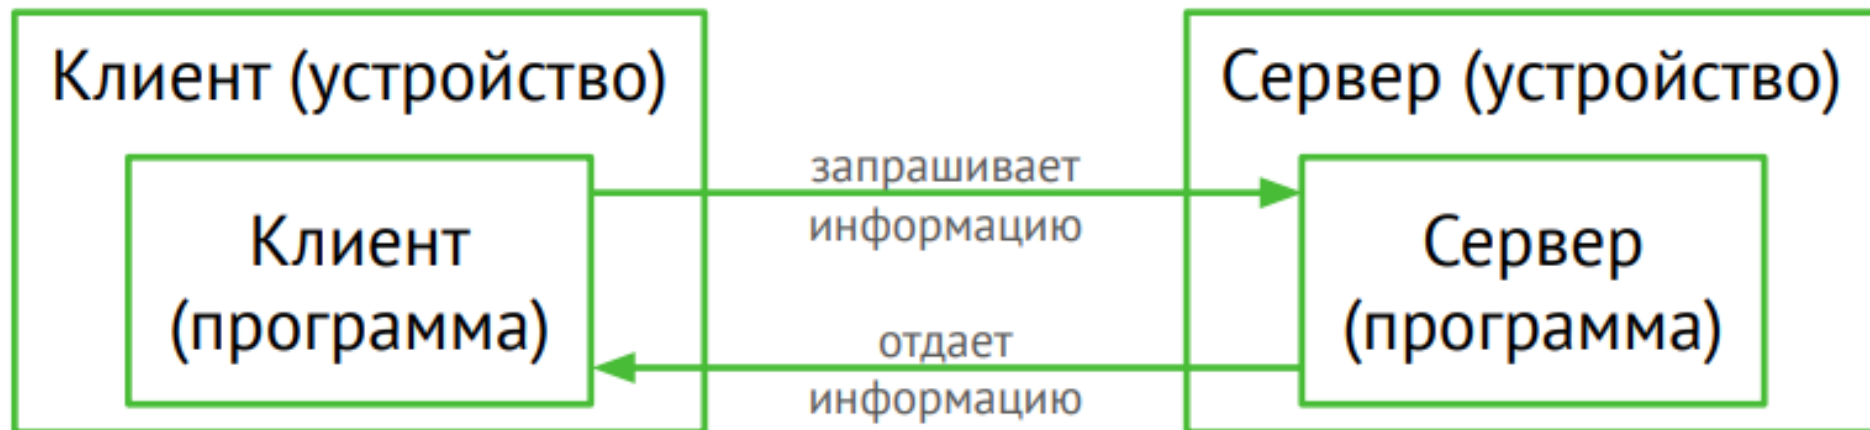 Клиент (устройство)
Клиент
(программа)
запрашивает
информацию
отдает
информацию
Сервер (устройство)
Сервер
(программа)